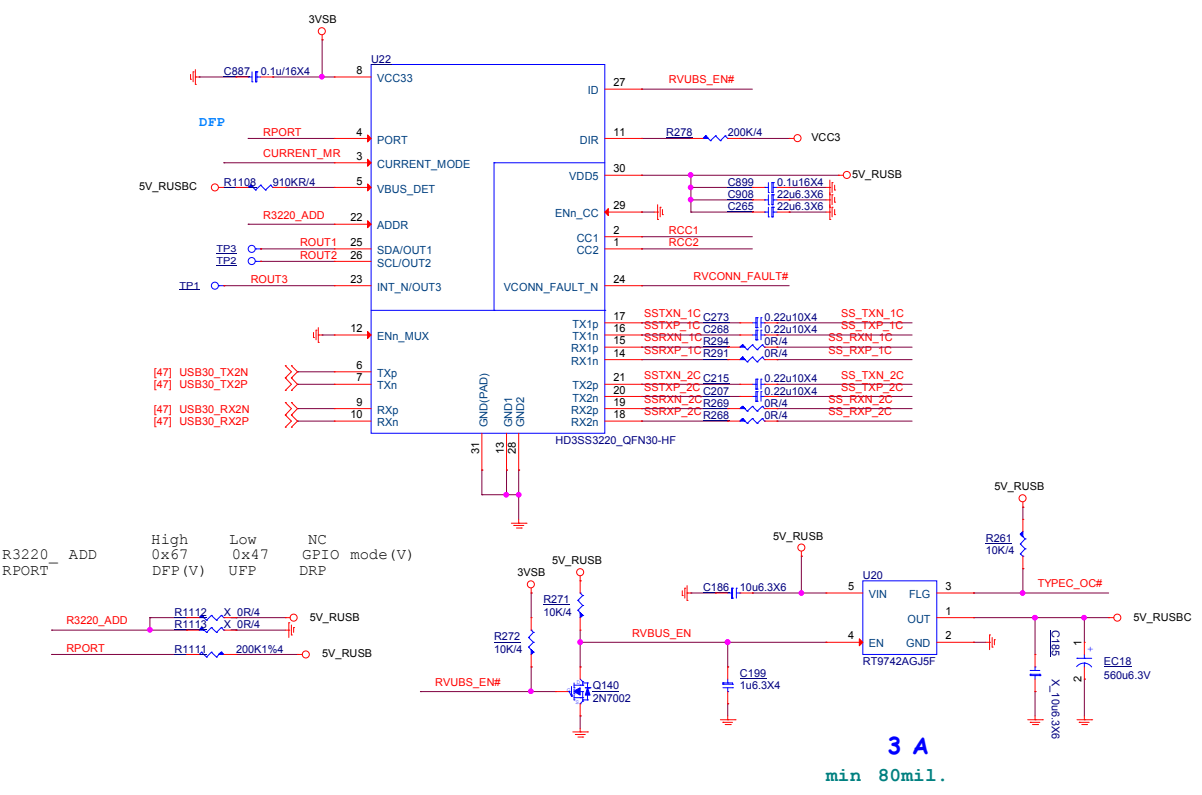 3VSB
U22
C887 0.1u/16X4
8 VCC33
ID 27 RVUBS_EN#
DFP
RPORT 4 PORT
DIR 11 R278 200K/4 VCC3
CURRENT_MR 3 CURRENT_MODE
VDD5 30 5V_RUSB
5V_RUSBC R1108 910KR/4 5 VBUS_DET
C899 0.1u16X4
C908 22u6.3X6
C265 22u6.3X6
R3220_ADD 22 ADDR
ENn_CC 29
TP3 ROUT1 25 SDA/OUT1
CC1 2 RCC1
TP2 ROUT2 26 SCL/OUT2
CC2 1 RCC2
TP1 ROUT3 23 INT_N/OUT3
VCONN_FAULT_N 24 RVCONN_FAULT#
12 ENn_MUX
TX1p 17 SSTXN_1C C273 0.22u10X4 SS_TXN_1C
TX1n 16 SSTXP_1C C268 0.22u10X4 SS_TXP_1C
RX1p 15 SSRXN_1C R294 0R/4 SS_RXN_1C
RX1n 14 SSRXP_1C R291 0R/4 SS_RXP_1C
[47] USB30_TX2N 6 TXp
[47] USB30_TX2P 7 TXn
TX2p 21 SSTXN_2C C215 0.22u10X4 SS_TXN_2C
TX2n 20 SSTXP_2C C207 0.22u10X4 SS_TXP_2C
[47] USB30_RX2N 9 RXp
RX2p 19 SSRXN_2C R269 0R/4 SS_RXN_2C
[47] USB30_RX2P 10 RXn
RX2n 18 SSRXP_2C R268 0R/4 SS_RXP_2C
GND(PAD) GND1 GND2
31 13 28
HD3SS3220_QFN30-HF
High Low NC
R3220_ ADD 0x67 0x47 GPIO mode(V)
RPORT DFP(V) UFP DRP
R3220_ADD R1112 X_0R/4 5V_RUSB
R1113 X_0R/4
RPORT R1111 200K1%4 5V_RUSB
5V_RUSB
3VSB
R271 10K/4
R272 10K/4
RVUBS_EN#
Q140
2N7002
RVBUS_EN
C199
1u6.3X4
5V_RUSB
C186 10u6.3X6
U20
5 VIN FLG 3
OUT 1
4 EN GND 2
RT9742AGJ5F
5V_RUSB
R261
10K/4
TYPEC_OC#
5V_RUSBC
C185
X_10u6.3X6
1
+
2
EC18
560u6.3V
3 A
min 80mil.